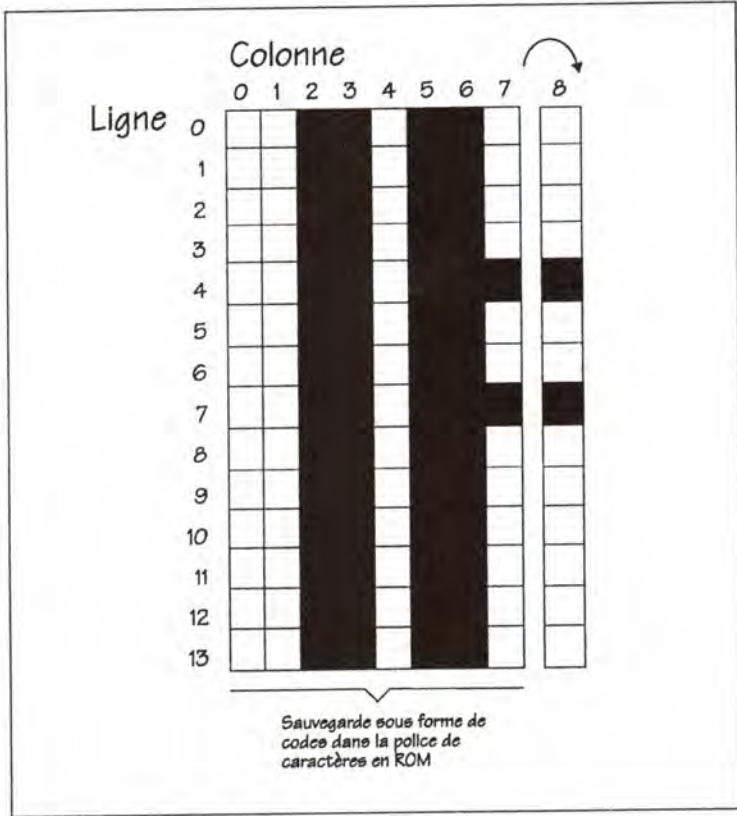 Colonne
0 1 2 3 4 5 6 7 8
Ligne
0
1
2
3
4
5
6
7
8
9
10
11
12
13
Sauvegarde sous forme de
codes dans la police de
caractères en ROM